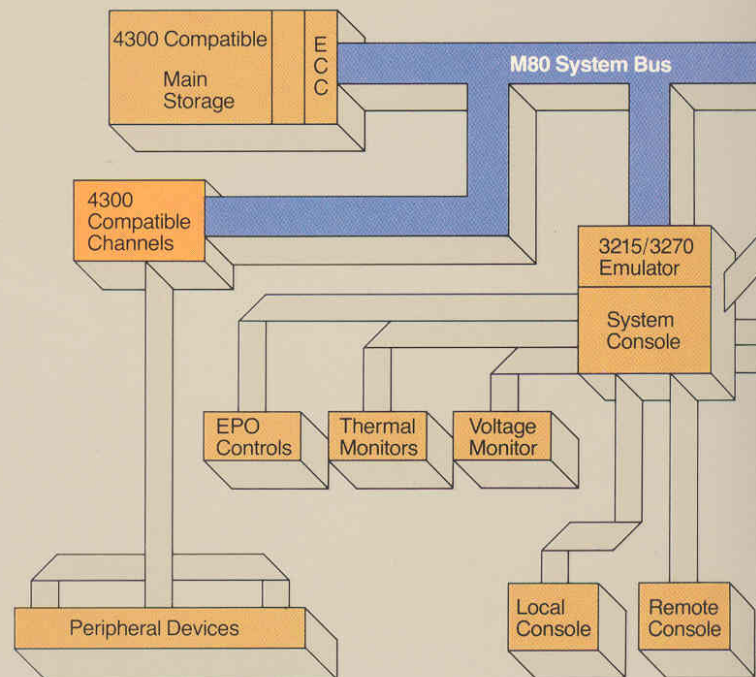 4300 Compatible
Main
Storage
E
C
C
M80 System Bus
4300
Compatible
Channels
3215/3270
Emulator
System
Console
EPO
Controls
Thermal
Monitors
Voltage
Monitor
Peripheral Devices
Local
Console
Remote
Console